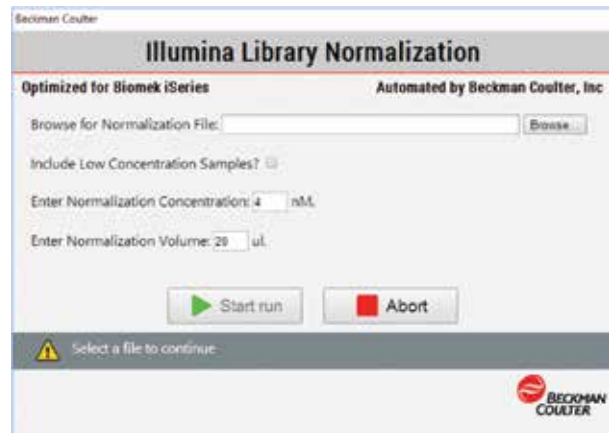 Beckman Coulter
Illumina Library Normalization
Optimized for Biomek iSeries Automated by Beckman Coulter, Inc
Browse for Normalization File: Browse...
Include Low Concentration Samples?
Enter Normalization Concentration: 4 nM.
Enter Normalization Volume: 20 ul.
Start run Abort
Select a file to continue
BECKMAN
COULTER